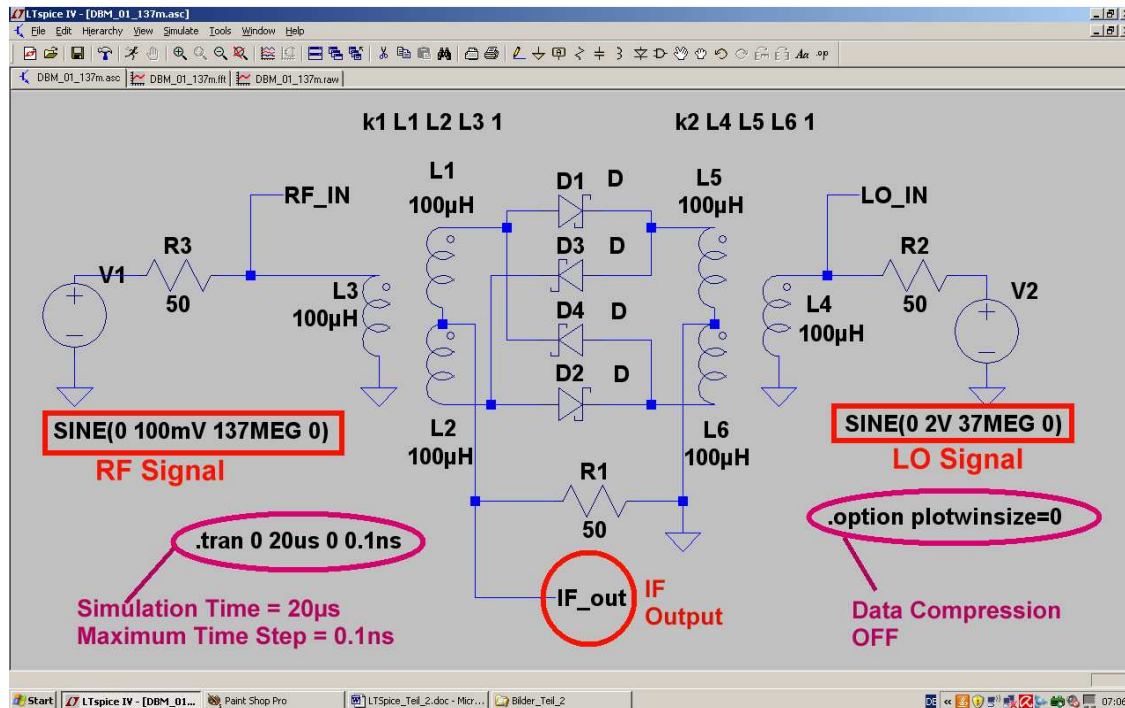 LTspice IV - [DBM_01_137m.asc]
File Edit Hierarchy View Simulate Tools Window Help
DBM_01_137m.asc DBM_01_137m.fft DBM_01_137m.raw
k1 L1 L2 L3 1
k2 L4 L5 L6 1
L1
100µH
D1 D
L5
100µH
RF_IN
LO_IN
R3
50
V1
D3 D
R2
50
V2
L3
100µH
L4
100µH
D4 D
D2 D
L2
100µH
L6
100µH
SINE(0 100mV 137MEG 0)
RF Signal
SINE(0 2V 37MEG 0)
LO Signal
R1
50
.tran 0 20us 0 0.1ns
.option plotwinsize=0
IF_out
IF
Output
Simulation Time = 20µs
Maximum Time Step = 0.1ns
Data Compression
OFF
Start LTspice IV - [DBM_01... Paint Shop Pro LTSpice_Teil_2.doc - Micr... Bilder_Teil_2 DE « 07:06